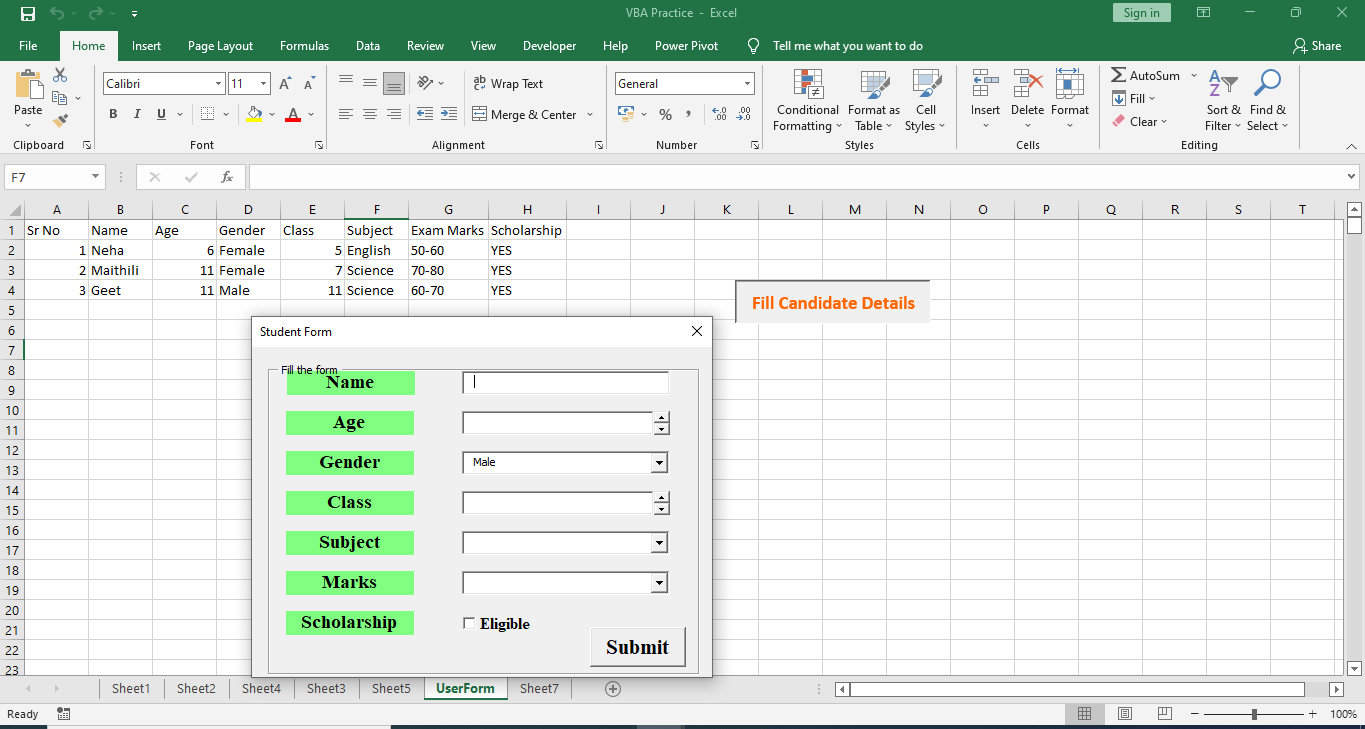 VBA Practice - Excel
Sign in
File Home Insert Page Layout Formulas Data Review View Developer Help Power Pivot Tell me what you want to do Share
Paste
Calibri 11
B I U A
A A
ab Wrap Text
Merge & Center
General
% ,
Conditional Formatting
Format as Table
Cell Styles
Insert Delete Format
AutoSum
Fill
Clear
Sort & Filter
Find & Select
Clipboard Font Alignment Number Styles Cells Editing
F7 fx
A B C D E F G H I J K L M N O P Q R S T
1 Sr No Name Age Gender Class Subject Exam Marks Scholarship
2 1 Neha 6 Female 5 English 50-60 YES
3 2 Maithili 11 Female 7 Science 70-80 YES
4 3 Geet 11 Male 11 Science 60-70 YES
Fill Candidate Details
5
6
7
8
9
10
11
12
13
14
15
16
17
18
19
20
21
22
23
Student Form
Fill the form
Name
Age
Gender Male
Class
Subject
Marks
Scholarship Eligible
Submit
Sheet1 Sheet2 Sheet4 Sheet3 Sheet5 UserForm Sheet7
Ready 100%